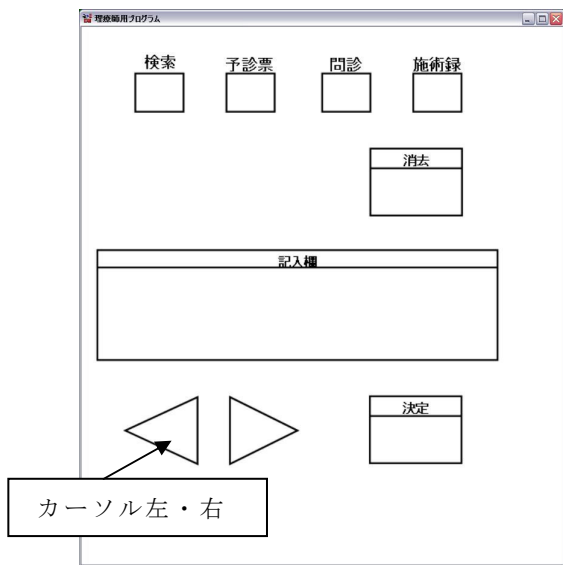 理療師用プログラム
検索 予診票 問診 施術録
消去
記入欄
決定
カーソル左・右